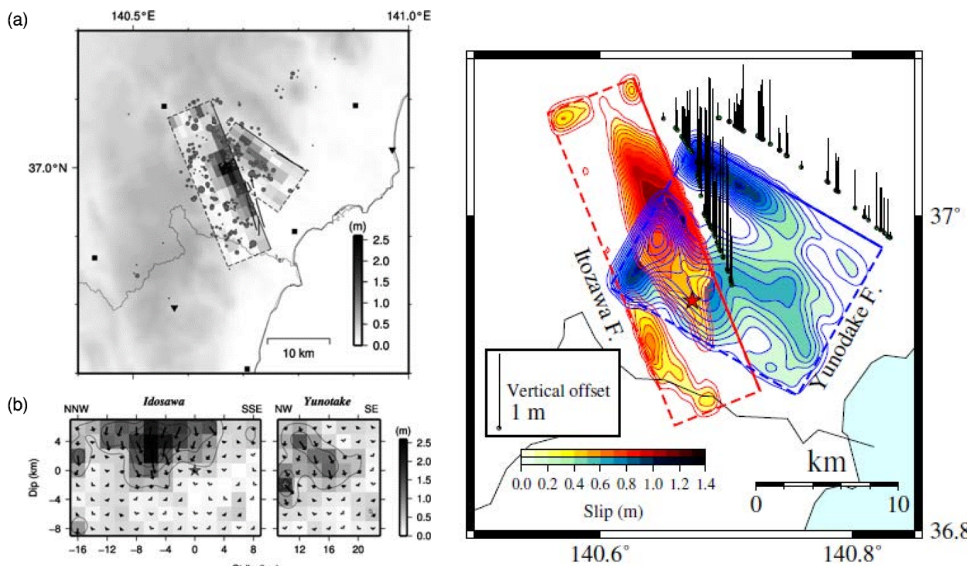 (a)
140.5°E
141.0°E
37.0°N
(m)
2.5
2.0
1.5
1.0
0.5
0.0
10 km
(b)
NNW
Idosawa
SSE
NW
Yunotake
SE
(m)
2.5
2.0
1.5
1.0
0.5
0.0
Dip (km)
4
0
-4
-8
-16
-12
-8
-4
0
4
8
12
16
20
Itozawa F.
Yunodake F.
Vertical offset
1 m
0.0 0.2 0.4 0.6 0.8 1.0 1.2 1.4
Slip (m)
km
0
10
37°
36.8
140.6°
140.8°